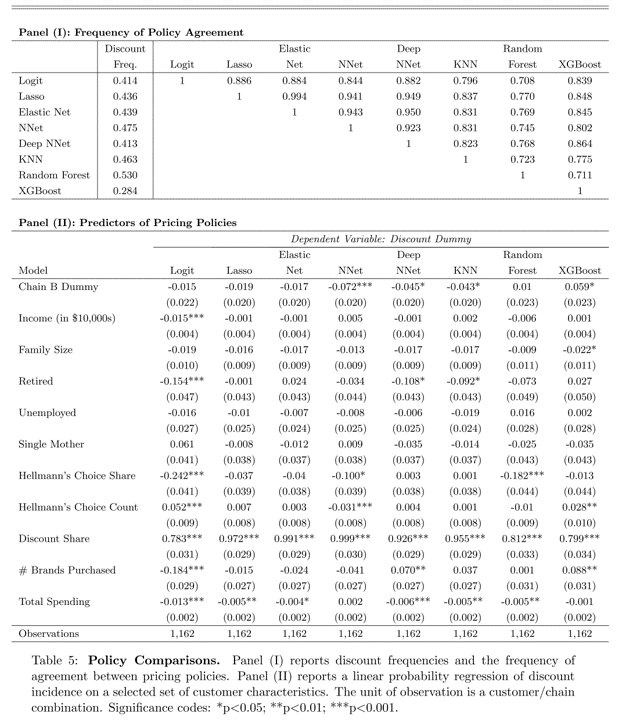 Panel (I): Frequency of Policy Agreement
Discount Elastic Deep Random
Freq. Logit Lasso Net NNet NNet KNN Forest XGBoost
Logit 0.414 1 0.886 0.884 0.844 0.882 0.796 0.708 0.839
Lasso 0.436 1 0.994 0.941 0.949 0.837 0.770 0.848
Elastic Net 0.439 1 0.943 0.950 0.831 0.769 0.845
NNet 0.475 1 0.923 0.831 0.745 0.802
Deep NNet 0.413 1 0.823 0.768 0.864
KNN 0.463 1 0.723 0.775
Random Forest 0.530 1 0.711
XGBoost 0.284 1
Panel (II): Predictors of Pricing Policies
Dependent Variable: Discount Dummy
Elastic Deep Random
Model Logit Lasso Net NNet NNet KNN Forest XGBoost
Chain B Dummy -0.015 -0.019 -0.017 -0.072*** -0.045* -0.043* 0.01 0.059*
(0.022) (0.020) (0.020) (0.020) (0.020) (0.020) (0.023) (0.023)
Income (in $10,000s) -0.015*** -0.001 -0.001 0.005 -0.001 0.002 -0.006 0.001
(0.004) (0.004) (0.004) (0.004) (0.004) (0.004) (0.004) (0.004)
Family Size -0.019 -0.016 -0.017 -0.013 -0.017 -0.017 -0.009 -0.022*
(0.010) (0.009) (0.009) (0.009) (0.009) (0.009) (0.011) (0.011)
Retired -0.154*** -0.001 0.024 -0.034 -0.108* -0.092* -0.073 0.027
(0.047) (0.043) (0.043) (0.044) (0.043) (0.043) (0.049) (0.050)
Unemployed -0.016 -0.01 -0.007 -0.008 -0.006 -0.019 0.016 0.002
(0.027) (0.025) (0.024) (0.025) (0.025) (0.024) (0.028) (0.028)
Single Mother 0.061 -0.008 -0.012 0.009 -0.035 -0.014 -0.025 -0.035
(0.041) (0.038) (0.037) (0.038) (0.037) (0.037) (0.043) (0.043)
Hellmann's Choice Share -0.242*** -0.037 -0.04 -0.100* 0.003 0.001 -0.182*** -0.013
(0.041) (0.039) (0.038) (0.039) (0.038) (0.038) (0.044) (0.044)
Hellmann's Choice Count 0.052*** 0.007 0.003 -0.031*** 0.004 0.001 -0.01 0.028**
(0.009) (0.008) (0.008) (0.008) (0.008) (0.008) (0.009) (0.010)
Discount Share 0.783*** 0.972*** 0.991*** 0.999*** 0.926*** 0.955*** 0.812*** 0.799***
(0.031) (0.029) (0.029) (0.030) (0.029) (0.029) (0.033) (0.034)
# Brands Purchased -0.184*** -0.015 -0.024 -0.041 0.070** 0.037 0.001 0.088**
(0.029) (0.027) (0.027) (0.027) (0.027) (0.027) (0.031) (0.031)
Total Spending -0.013*** -0.005** -0.004* 0.002 -0.006*** -0.005** -0.005** -0.001
(0.002) (0.002) (0.002) (0.002) (0.002) (0.002) (0.002) (0.002)
Observations 1,162 1,162 1,162 1,162 1,162 1,162 1,162 1,162
Table 5: Policy Comparisons. Panel (I) reports discount frequencies and the frequency of
agreement between pricing policies. Panel (II) reports a linear probability regression of discount
incidence on a selected set of customer characteristics. The unit of observation is a customer/chain
combination. Significance codes: *p<0.05; **p<0.01; ***p<0.001.